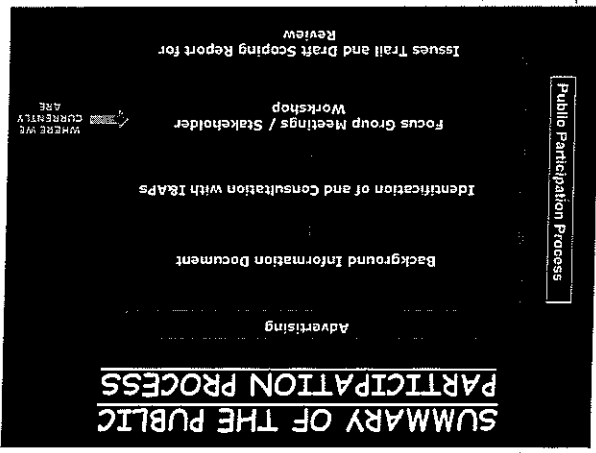 SUMMARY OF THE PUBLIC
PARTICIPATION PROCESS
Public Participation Process
Advertising
Background Information Document
Identification of and Consultation with I&APs
Focus Group Meetings / Stakeholder
Workshop
WHERE WE
CURRENTLY
ARE
Issues Trail and Draft Scoping Report for
Review